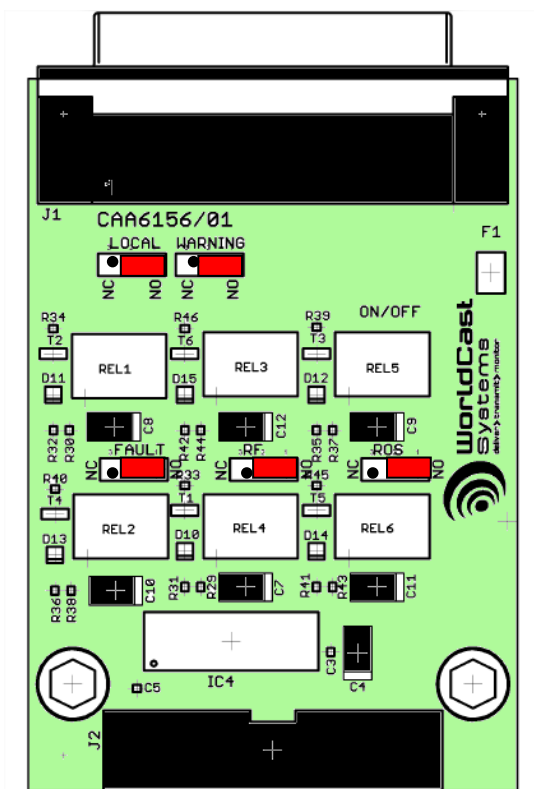 J1
CAA6156/01
F1
LOCAL WARNING
NC NO NC NO
ON/OFF
R34 R46 R39
T2 T6 T3
REL1 REL3 REL5
D11 D15 D12
C8 C12 C9
R32 R30 R42 R44 R35 R37
WorldCast
Systems
deliver>transmit>monitor
FAULT RF ROS
NC NO NC NO NC NO
R40 R33 R45
T4 T1 T5
REL2 REL4 REL6
D13 D10 D14
C10 C7 C11
R36 R38 R31 R29 R41 R43
IC4
C3
C4
C5
J2